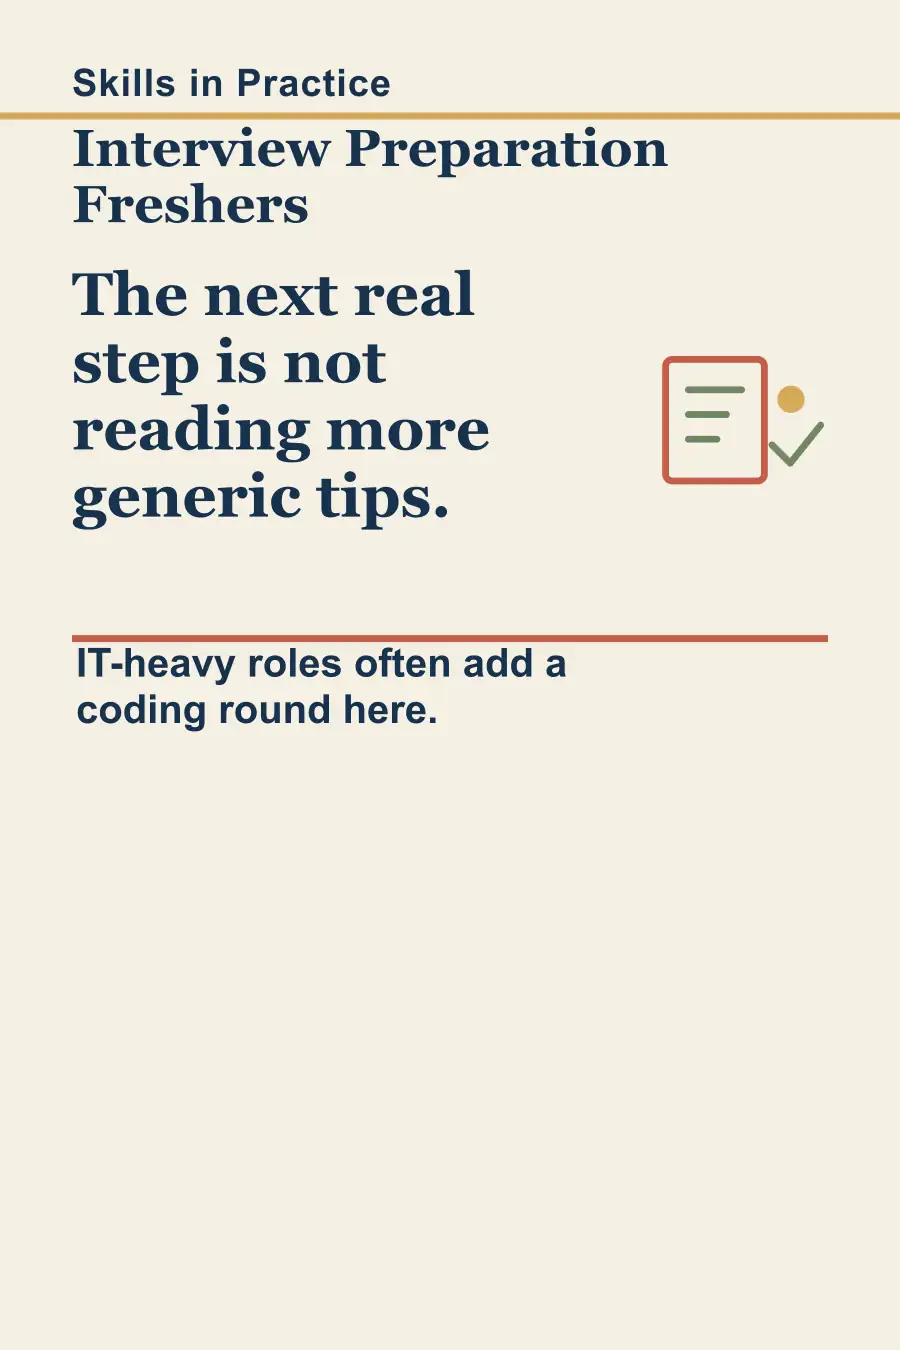 Skills in Practice
Interview Preparation
Freshers
The next real
step is not
reading more
generic tips.
IT-heavy roles often add a
coding round here.